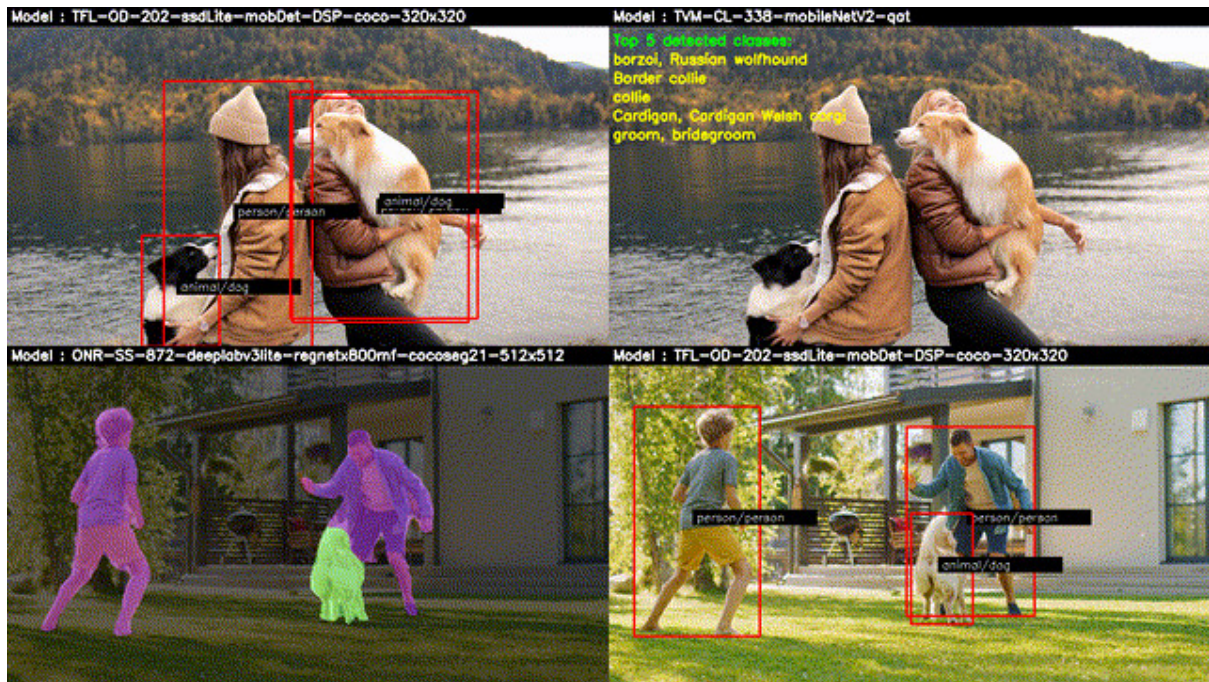 Model : TFL-OD-202-ssdLite-mobDet-DSP-coco-320x320
person/person
animal/dog
animal/dog
Model : TVM-CL-338-mobileNetV2-qat
Top 5 detected classes:
borzoi, Russian wolfhound
Border collie
collie
Cardigan, Cardigan Welsh corgi
groom, bridegroom
Model : ONR-SS-872-deeplabv3lite-regnetx800mf-cocoseg21-512x512
Model : TFL-OD-202-ssdLite-mobDet-DSP-coco-320x320
person/person
person/person
animal/dog